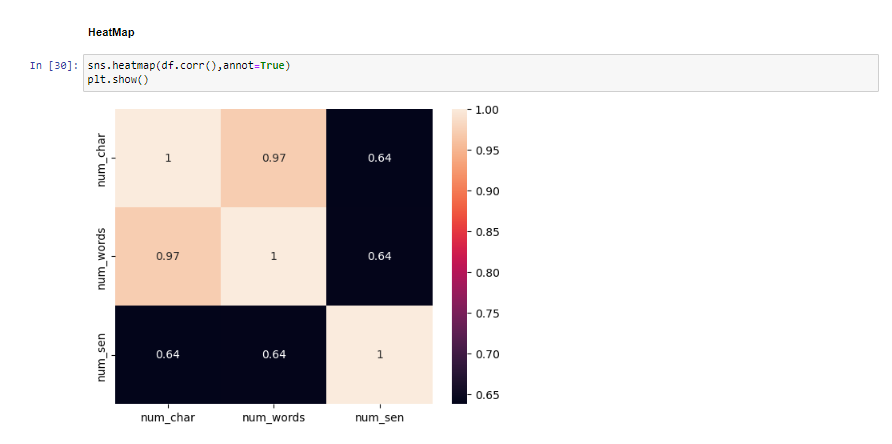 HeatMap
In [30]: sns.heatmap(df.corr(),annot=True)
plt.show()
1.00
num_char 1 0.97 0.64
0.95
0.90
0.85
num_words 0.97 1 0.64
0.80
0.75
num_sen 0.64 0.64 1
0.70
0.65
num_char num_words num_sen